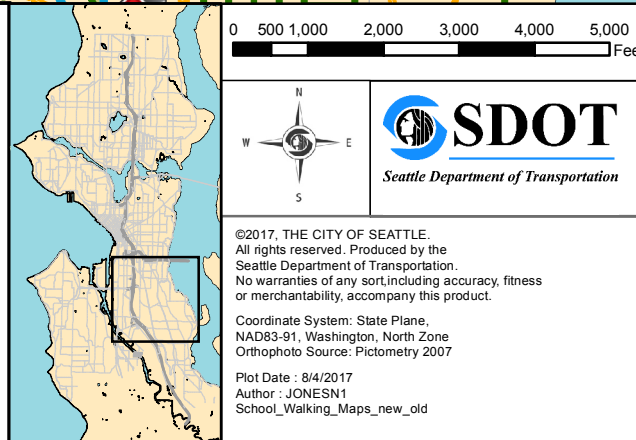 0 500 1,000 2,000 3,000 4,000 5,000
Fee
N
W E
S
SDOT
Seattle Department of Transportation
©2017, THE CITY OF SEATTLE.
All rights reserved. Produced by the
Seattle Department of Transportation.
No warranties of any sort,including accuracy, fitness
or merchantability, accompany this product.
Coordinate System: State Plane,
NAD83-91, Washington, North Zone
Orthophoto Source: Pictometry 2007
Plot Date : 8/4/2017
Author : JONESN1
School_Walking_Maps_new_old